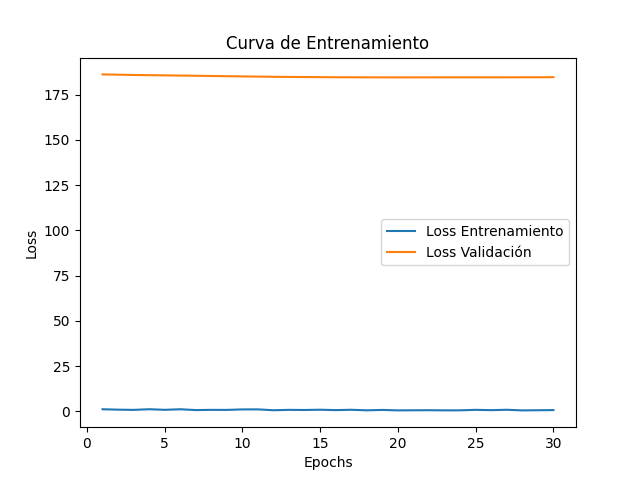 Curva de Entrenamiento
Loss
175
150
125
100
75
50
25
0
Loss Entrenamiento
Loss Validación
0 5 10 15 20 25 30
Epochs